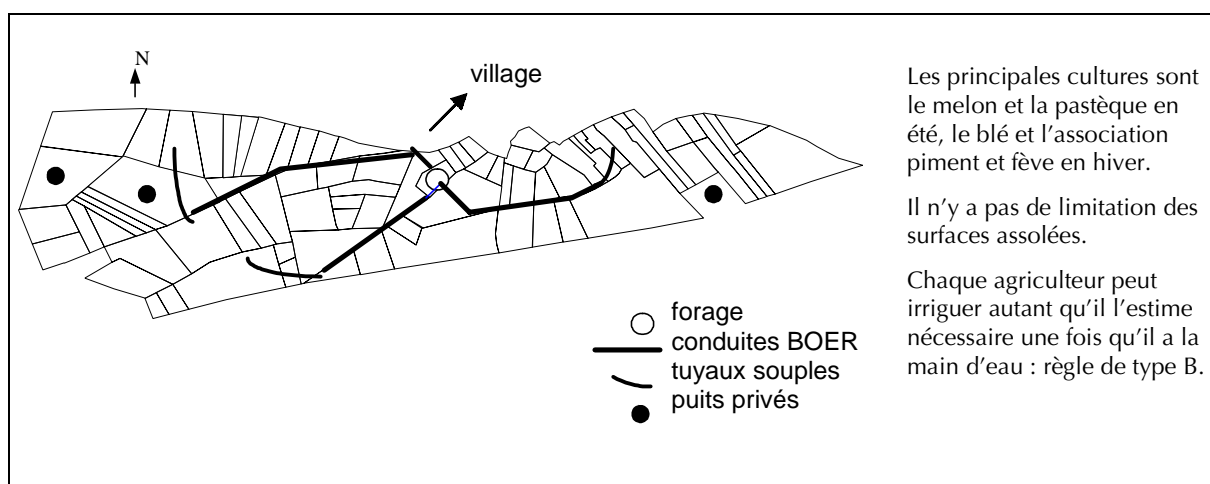 N
village
forage
conduites BOER
tuyaux souples
puits privés
Les principales cultures sont
le melon et la pastèque en
été, le blé et l’association
piment et fève en hiver.
Il n’y a pas de limitation des
surfaces assolées.
Chaque agriculteur peut
irriguer autant qu’il l’estime
nécessaire une fois qu’il a la
main d’eau : règle de type B.